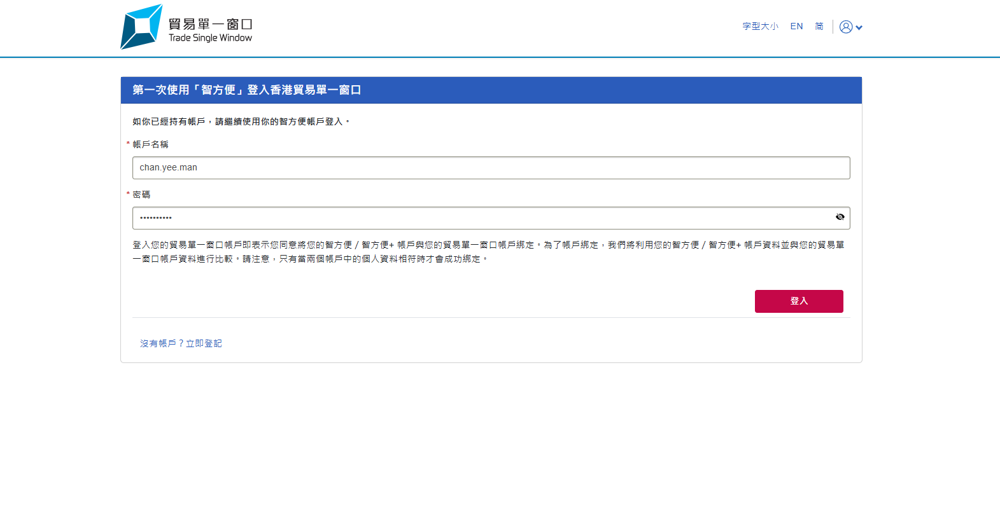 貿易單一窗口
Trade Single Window
字型大小 EN 简
第一次使用「智方便」登入香港貿易單一窗口
如你已經持有帳戶，請繼續使用你的智方便帳戶登入。
* 帳戶名稱
chan.yee.man
* 密碼
••••••••••
登入您的貿易單一窗口帳戶即表示您同意將您的智方便 / 智方便+ 帳戶與您的貿易單一窗口帳戶綁定。為了帳戶綁定，我們將利用您的智方便 / 智方便+ 帳戶資料並與您的貿易單
一窗口帳戶資料進行比較。請注意，只有當兩個帳戶中的個人資料相符時才會成功綁定。
登入
沒有帳戶？立即登記